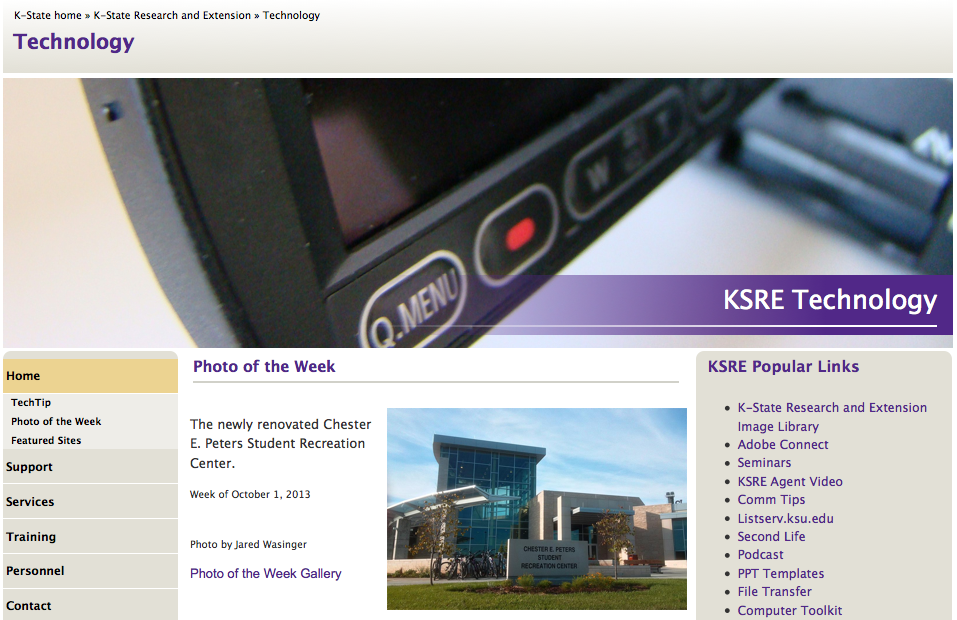 K-State home » K-State Research and Extension » Technology
Technology
Q.MENU
W
T
KSRE Technology
Home
TechTip
Photo of the Week
Featured Sites
Support
Services
Training
Personnel
Contact
Photo of the Week
The newly renovated Chester
E. Peters Student Recreation
Center.
Week of October 1, 2013
Photo by Jared Wasinger
Photo of the Week Gallery
CHESTER E. PETERS
STUDENT
RECREATION CENTER
KSRE Popular Links
K-State Research and Extension
Image Library
Adobe Connect
Seminars
KSRE Agent Video
Comm Tips
Listserv.ksu.edu
Second Life
Podcast
PPT Templates
File Transfer
Computer Toolkit